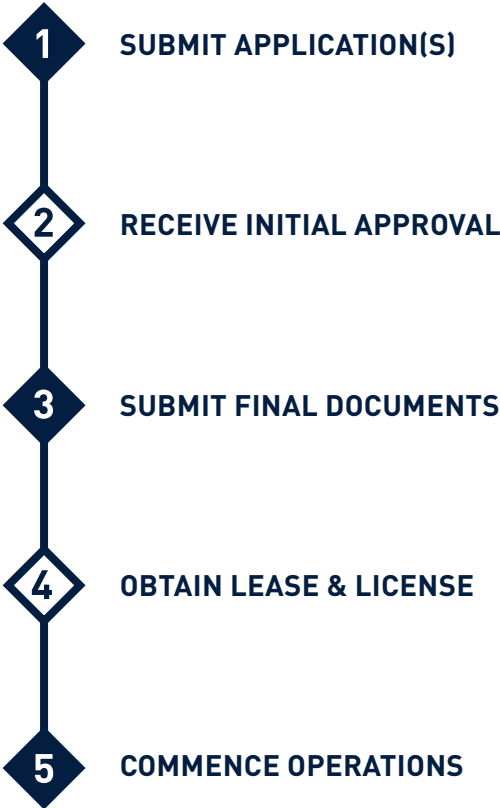 1 SUBMIT APPLICATION(S)
2 RECEIVE INITIAL APPROVAL
3 SUBMIT FINAL DOCUMENTS
4 OBTAIN LEASE & LICENSE
5 COMMENCE OPERATIONS